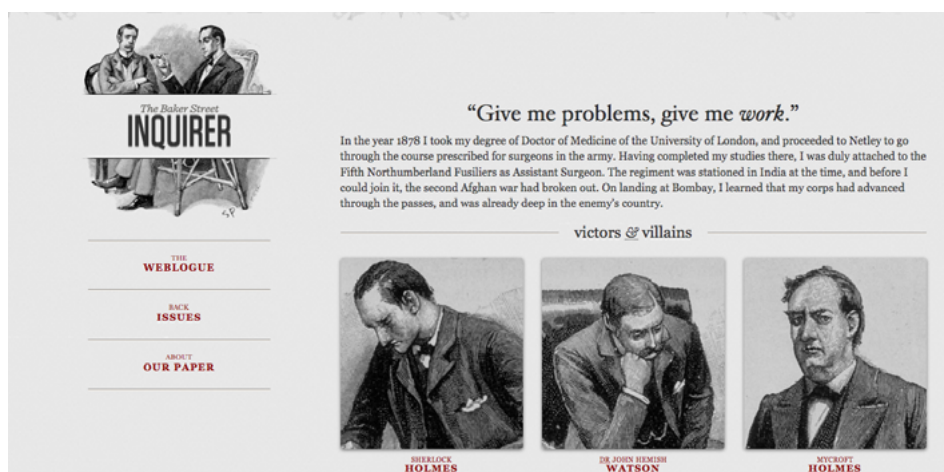 The Baker Street
INQUIRER
THE
WEBLOGUE
BACK
ISSUES
ABOUT
OUR PAPER
“Give me problems, give me work.”
In the year 1878 I took my degree of Doctor of Medicine of the University of London, and proceeded to Netley to go
through the course prescribed for surgeons in the army. Having completed my studies there, I was duly attached to the
Fifth Northumberland Fusiliers as Assistant Surgeon. The regiment was stationed in India at the time, and before I
could join it, the second Afghan war had broken out. On landing at Bombay, I learned that my corps had advanced
through the passes, and was already deep in the enemy’s country.
victors & villains
SHERLOCK
HOLMES
DR JOHN HEMISH
WATSON
MYCROFT
HOLMES